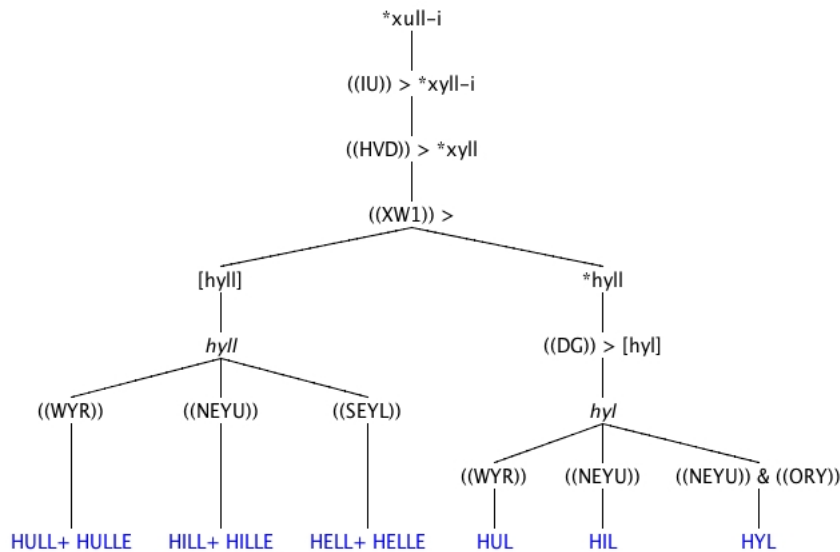 *xull-i
((IU)) > *xyll-i
((HVD)) > *xyll
((XW1)) >
[hyll] *hyll
hyll ((DG)) > [hyl]
((WYR)) ((NEYU)) ((SEYL)) hyl
((WYR)) ((NEYU)) ((NEYU)) & ((ORY))
HULL+ HULLE HILL+ HILLE HELL+ HELLE HUL HIL HYL